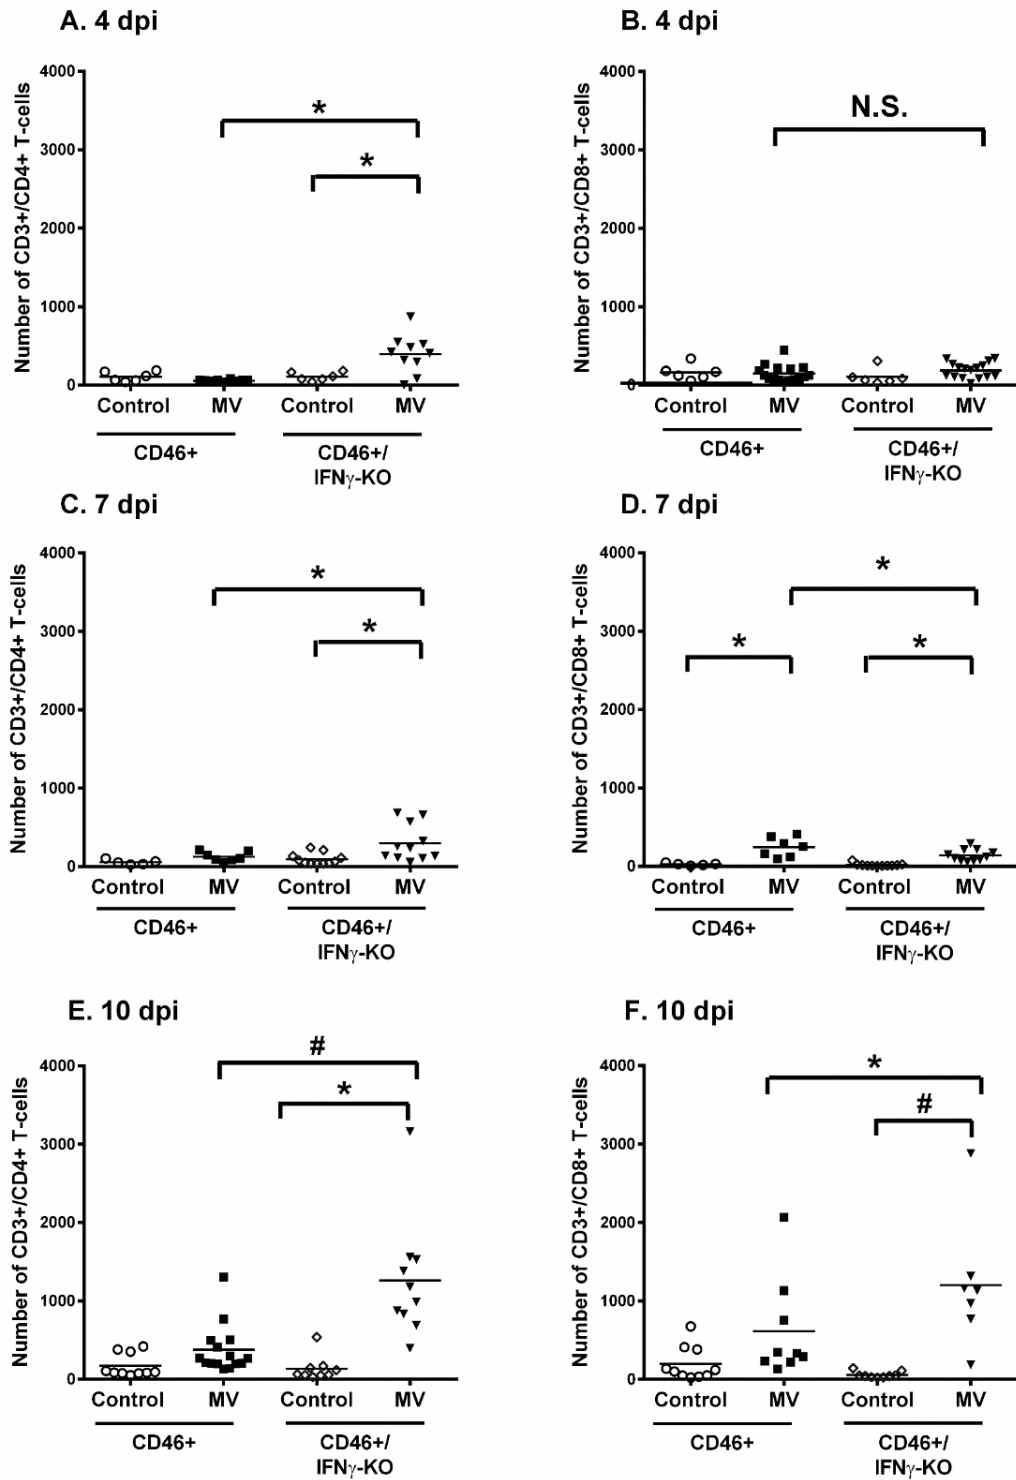 A. 4 dpi
Number of CD3+/CD4+ T-cells
4000
3000
2000
1000
0
*
*
Control MV Control MV
CD46+
CD46+/
IFNγ-KO
B. 4 dpi
Number of CD3+/CD8+ T-cells
4000
3000
2000
1000
0
N.S.
Control MV Control MV
CD46+
CD46+/
IFNγ-KO
C. 7 dpi
Number of CD3+/CD4+ T-cells
4000
3000
2000
1000
0
*
*
Control MV Control MV
CD46+
CD46+/
IFNγ-KO
D. 7 dpi
Number of CD3+/CD8+ T-cells
4000
3000
2000
1000
0
*
*
*
Control MV Control MV
CD46+
CD46+/
IFNγ-KO
E. 10 dpi
Number of CD3+/CD4+ T-cells
4000
3000
2000
1000
0
#
*
Control MV Control MV
CD46+
CD46+/
IFNγ-KO
F. 10 dpi
Number of CD3+/CD8+ T-cells
4000
3000
2000
1000
0
*
#
Control MV Control MV
CD46+
CD46+/
IFNγ-KO